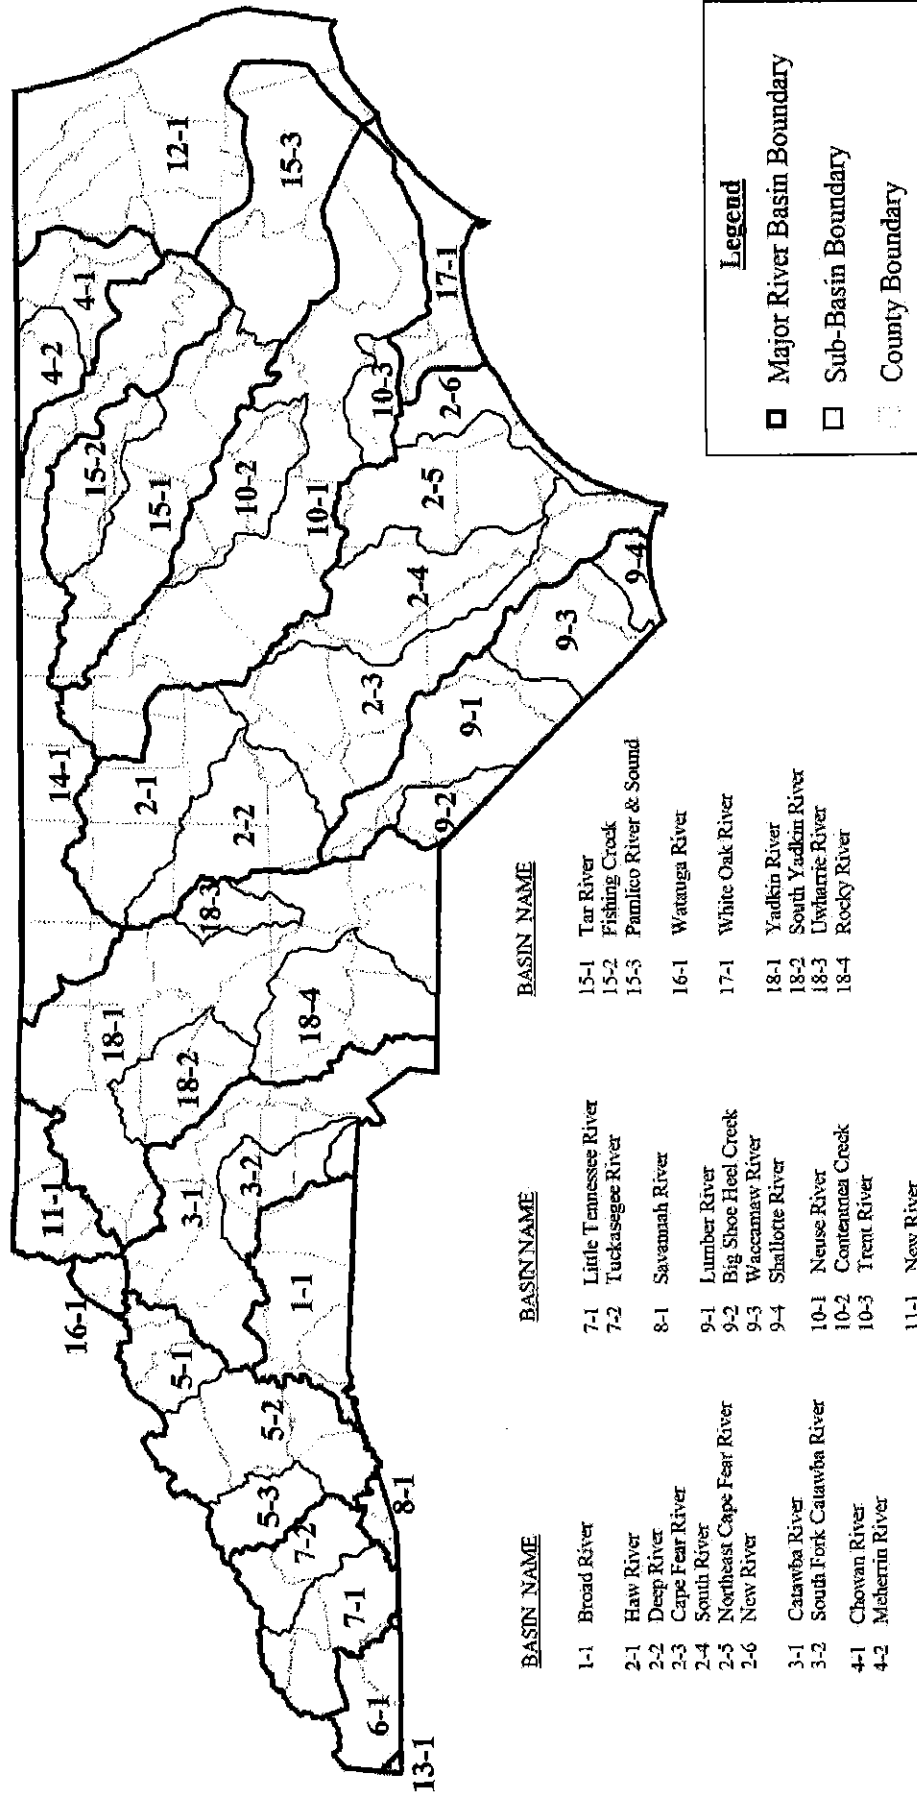 11-1
14-1
4-2
4-1
16-1
18-1
15-2
12-1
5-1
2-1
15-1
3-1
18-2
18-3
2-2
10-2
15-3
5-2
3-2
5-3
7-2
1-1
18-4
10-1
7-1
2-3
2-4
2-5
10-3
6-1
8-1
13-1
9-2
9-1
2-6
17-1
9-3
9-4
BASIN NAME
1-1 Broad River
2-1 Haw River
2-2 Deep River
2-3 Cape Fear River
2-4 South River
2-5 Northeast Cape Fear River
2-6 New River
3-1 Catawba River
3-2 South Fork Catawba River
4-1 Chowan River
4-2 Meherrin River
BASIN NAME
7-1 Little Tennessee River
7-2 Tuckasegee River
8-1 Savannah River
9-1 Lumber River
9-2 Big Shoe Heel Creek
9-3 Waccamaw River
9-4 Shallotte River
10-1 Neuse River
10-2 Contentnea Creek
10-3 Trent River
11-1 New River
BASIN NAME
15-1 Tar River
15-2 Fishing Creek
15-3 Pamlico River & Sound
16-1 Watauga River
17-1 White Oak River
18-1 Yadkin River
18-2 South Yadkin River
18-3 Uwharrie River
18-4 Rocky River
Legend
Major River Basin Boundary
Sub-Basin Boundary
County Boundary